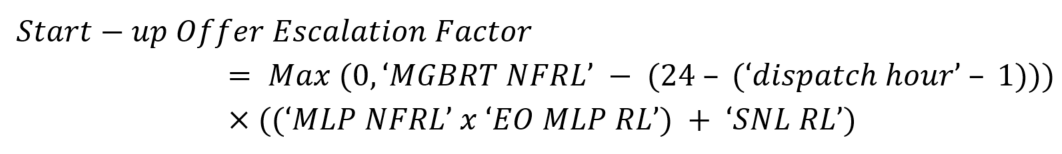 Start – up Offer Escalation Factor
= Max (0,‘MGBRT NFRL’ – (24 – (‘dispatch hour’ – 1)))
× ((‘MLP NFRL’ x ‘EO MLP RL’) + ‘SNL RL’)